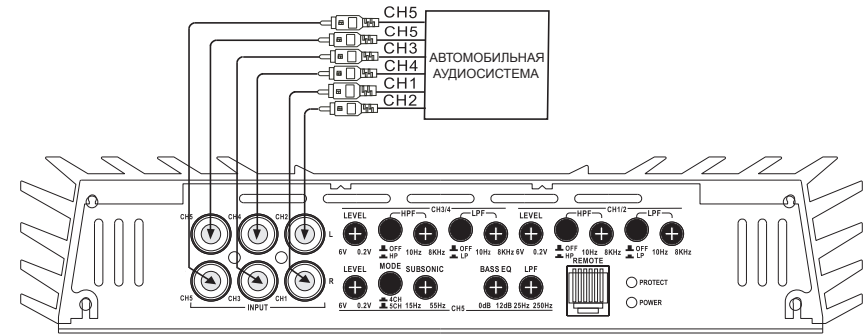 CH5
CH5
CH3
CH4
CH1
CH2
АВТОМОБИЛЬНАЯ
АУДИОСИСТЕМА
CH5 CH4 CH2 L
CH5 CH3 CH1 R
INPUT
CH3/4
LEVEL HPF LPF
6V 0.2V OFF HP 10Hz 8KHz OFF LP 10Hz 8KHz
CH1/2
LEVEL HPF LPF
6V 0.2V OFF HP 10Hz 8KHz OFF LP 10Hz 8KHz
LEVEL MODE SUBSONIC BASS EQ LPF
6V 0.2V 4CH 5CH 15Hz 55Hz 0dB 12dB 25Hz 250Hz
CH5
REMOTE
PROTECT
POWER